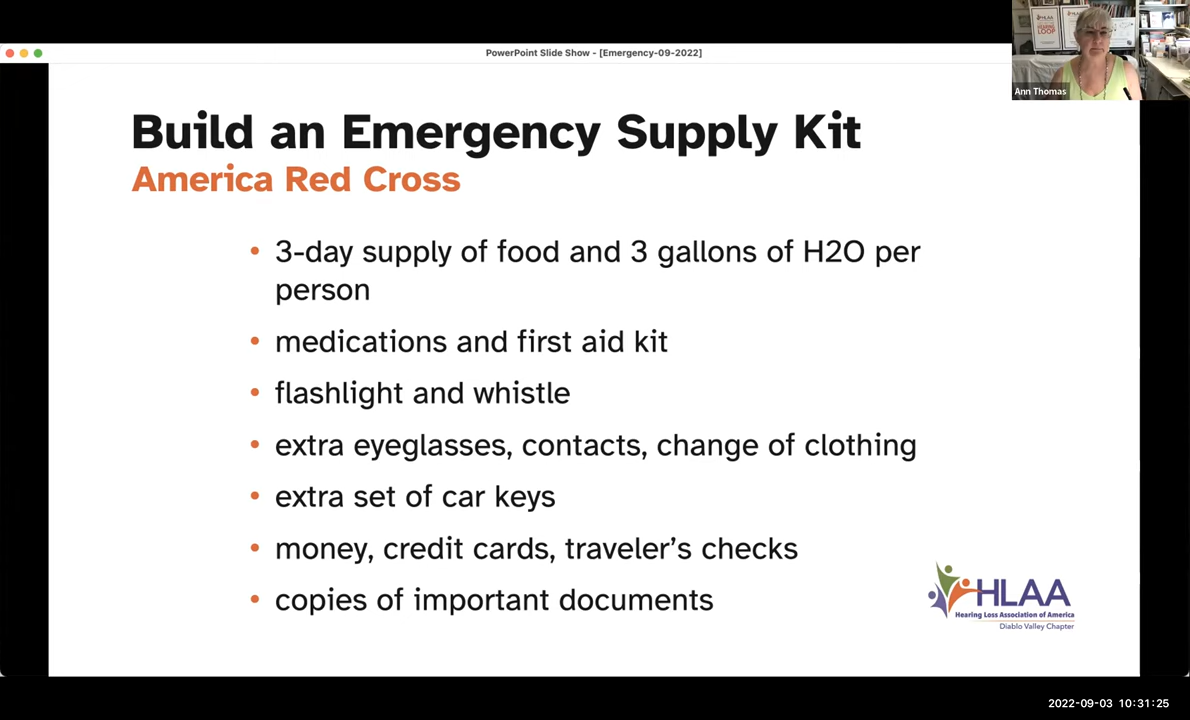 PowerPoint Slide Show - [Emergency-09-2022]
HLAA
LOOP
Ann Thomas
Build an Emergency Supply Kit
America Red Cross
• 3-day supply of food and 3 gallons of H2O per
person
• medications and first aid kit
• flashlight and whistle
• extra eyeglasses, contacts, change of clothing
• extra set of car keys
• money, credit cards, traveler’s checks
• copies of important documents
HLAA
Hearing Loss Association of America
Diablo Valley Chapter
2022-09-03 10:31:25